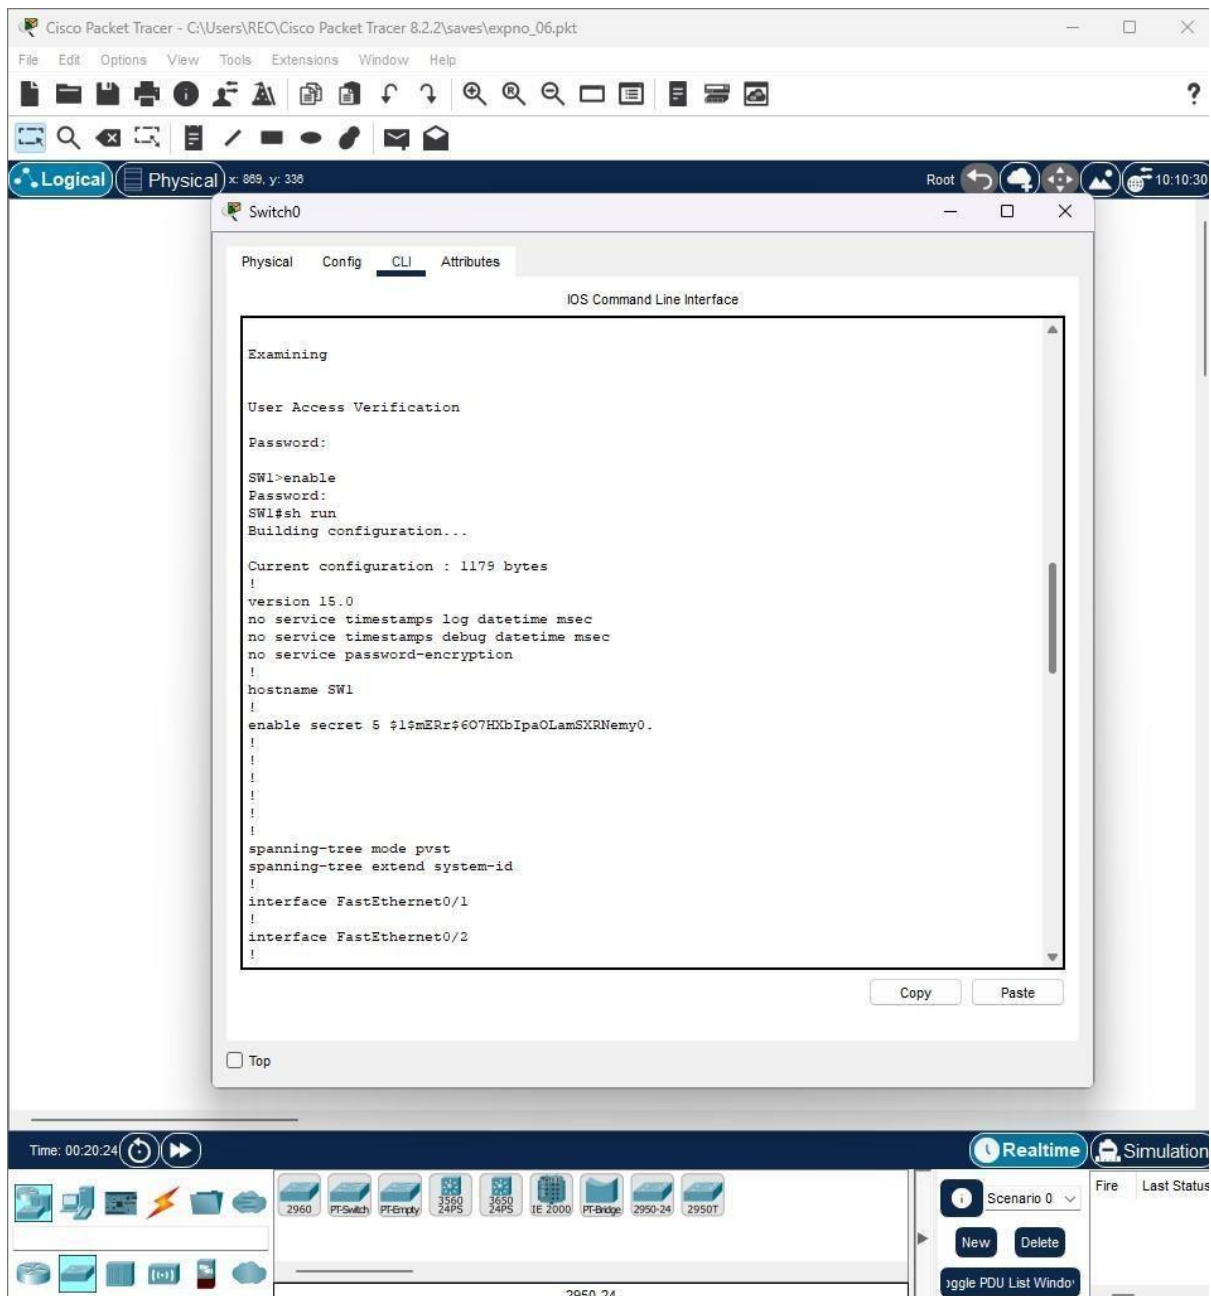 Cisco Packet Tracer - C:\Users\REC\Cisco Packet Tracer 8.2.2\saves\expno_06.pkt
File Edit Options View Tools Extensions Window Help
?
Logical Physical x: 869, y: 336 Root 10:10:30
Switch0
Physical Config CLI Attributes
IOS Command Line Interface
Examining
User Access Verification
Password:
SW1>enable
Password:
SW1#sh run
Building configuration...
Current configuration : 1179 bytes
!
version 15.0
no service timestamps log datetime msec
no service timestamps debug datetime msec
no service password-encryption
!
hostname SW1
!
enable secret 5 $1$mERr$6O7HXbIpaOLamSXRNemy0.
!
!
!
!
!
!
spanning-tree mode pvst
spanning-tree extend system-id
!
interface FastEthernet0/1
!
interface FastEthernet0/2
!
Copy Paste
Top
Time: 00:20:24 Realtime Simulation
2960 PT-Switch PT-Empty 3560 24PS 3650 24PS IE 2000 PT-Bridge 2950-24 2950T
Scenario 0 Fire Last Status
New Delete
oggle PDU List Windo
2950-24